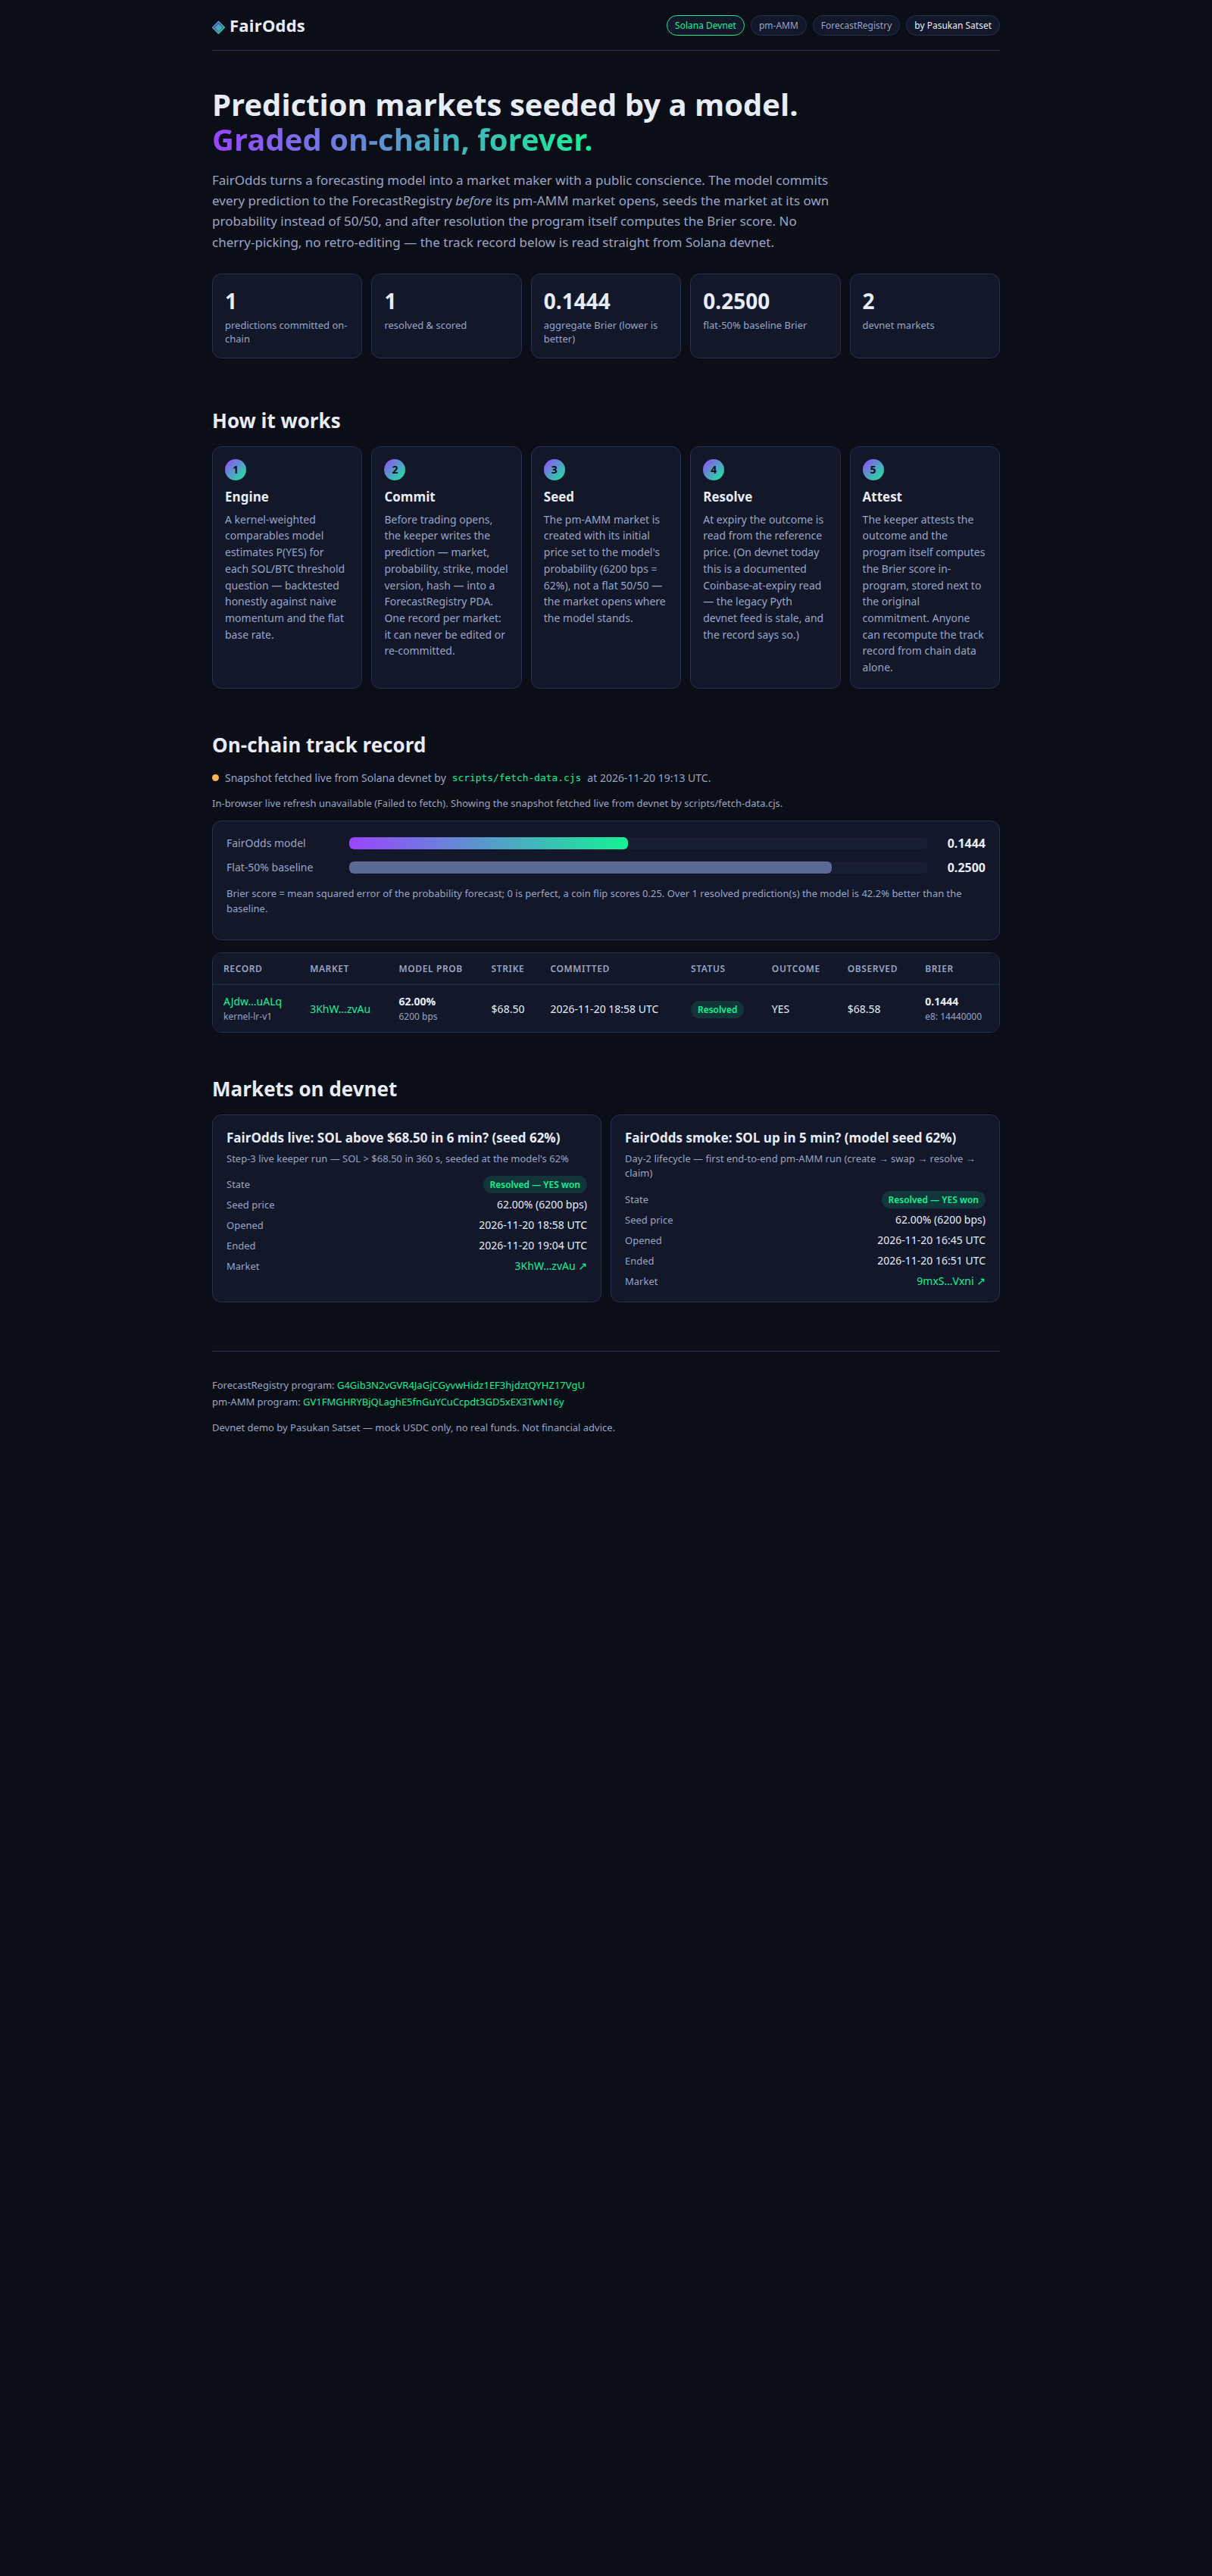 ◈ FairOdds
Solana Devnet
pm-AMM
ForecastRegistry
by Pasukan Satset
Prediction markets seeded by a model.
Graded on-chain, forever.
FairOdds turns a forecasting model into a market maker with a public conscience. The model commits
every prediction to the ForecastRegistry before its pm-AMM market opens, seeds the market at its own
probability instead of 50/50, and after resolution the program itself computes the Brier score. No
cherry-picking, no retro-editing — the track record below is read straight from Solana devnet.
1
predictions committed on-
chain
1
resolved & scored
0.1444
aggregate Brier (lower is
better)
0.2500
flat-50% baseline Brier
2
devnet markets
How it works
1
Engine
A kernel-weighted
comparables model
estimates P(YES) for
each SOL/BTC threshold
question — backtested
honestly against naive
momentum and the flat
base rate.
2
Commit
Before trading opens,
the keeper writes the
prediction — market,
probability, strike, model
version, hash — into a
ForecastRegistry PDA.
One record per market:
it can never be edited or
re-committed.
3
Seed
The pm-AMM market is
created with its initial
price set to the model's
probability (6200 bps =
62%), not a flat 50/50 —
the market opens where
the model stands.
4
Resolve
At expiry the outcome is
read from the reference
price. (On devnet today
this is a documented
Coinbase-at-expiry read
— the legacy Pyth
devnet feed is stale, and
the record says so.)
5
Attest
The keeper attests the
outcome and the
program itself computes
the Brier score in-
program, stored next to
the original
commitment. Anyone
can recompute the track
record from chain data
alone.
On-chain track record
Snapshot fetched live from Solana devnet by scripts/fetch-data.cjs at 2026-11-20 19:13 UTC.
In-browser live refresh unavailable (Failed to fetch). Showing the snapshot fetched live from devnet by scripts/fetch-data.cjs.
FairOdds model 0.1444
Flat-50% baseline 0.2500
Brier score = mean squared error of the probability forecast; 0 is perfect, a coin flip scores 0.25. Over 1 resolved prediction(s) the model is 42.2% better than the
baseline.
RECORD MARKET MODEL PROB STRIKE COMMITTED STATUS OUTCOME OBSERVED BRIER
AJdw…uALq 3KhW…zvAu 62.00% $68.50 2026-11-20 18:58 UTC Resolved YES $68.58 0.1444
kernel-lr-v1 6200 bps e8: 14440000
Markets on devnet
FairOdds live: SOL above $68.50 in 6 min? (seed 62%)
Step-3 live keeper run — SOL > $68.50 in 360 s, seeded at the model's 62%
State Resolved — YES won
Seed price 62.00% (6200 bps)
Opened 2026-11-20 18:58 UTC
Ended 2026-11-20 19:04 UTC
Market 3KhW…zvAu ↗
FairOdds smoke: SOL up in 5 min? (model seed 62%)
Day-2 lifecycle — first end-to-end pm-AMM run (create → swap → resolve →
claim)
State Resolved — YES won
Seed price 62.00% (6200 bps)
Opened 2026-11-20 16:45 UTC
Ended 2026-11-20 16:51 UTC
Market 9mxS…Vxni ↗
ForecastRegistry program: G4Gib3N2vGVR4JaGjCGyvwHidz1EF3hjdztQYHZ17VgU
pm-AMM program: GV1FMGHRYBjQLaghE5fnGuYCuCcpdt3GD5xEX3TwN16y
Devnet demo by Pasukan Satset — mock USDC only, no real funds. Not financial advice.